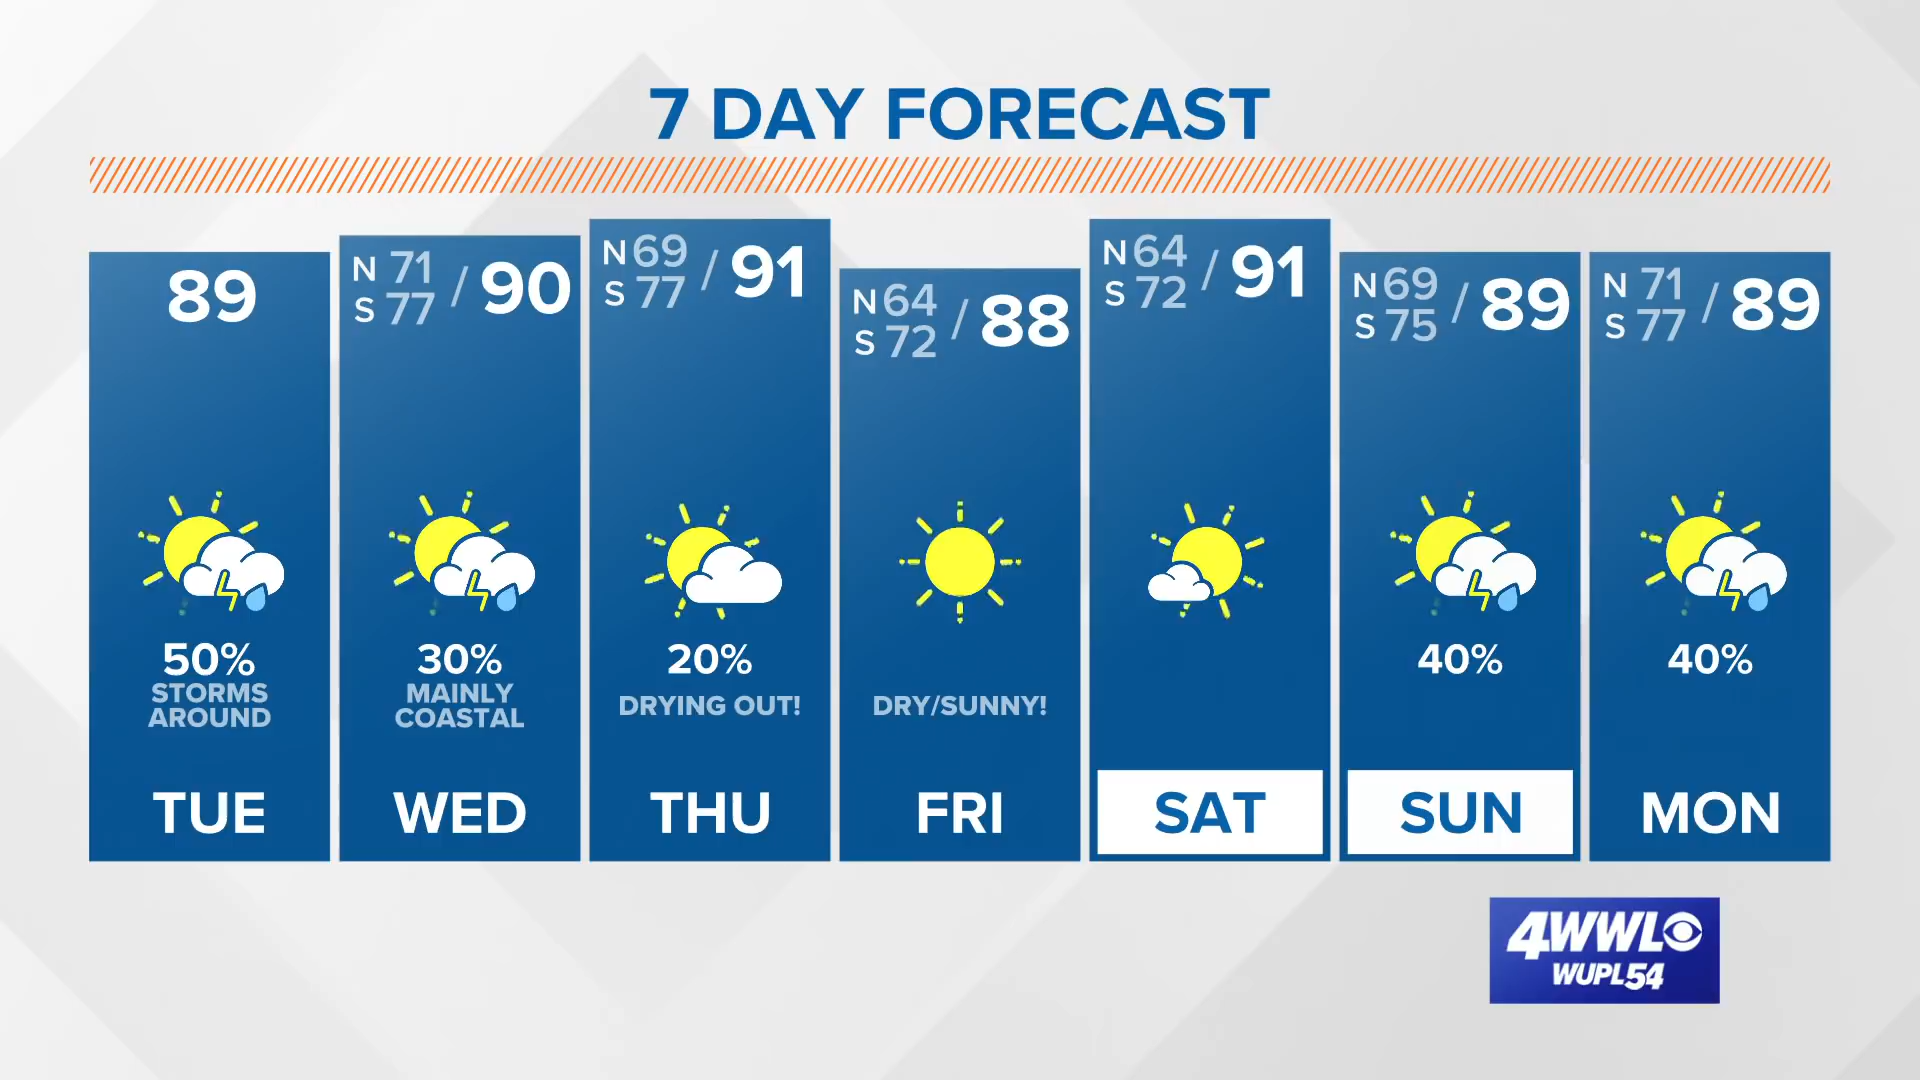 7 DAY FORECAST
89
50%
STORMS
AROUND
TUE
N 71
S 77
/ 90
30%
MAINLY
COASTAL
WED
N 69
S 77
/ 91
20%
DRYING OUT!
THU
N 64
S 72
/ 88
DRY/SUNNY!
FRI
N 64
S 72
/ 91
SAT
N 69
S 75
/ 89
40%
SUN
N 71
S 77
/ 89
40%
MON
4WWL
WUPL54